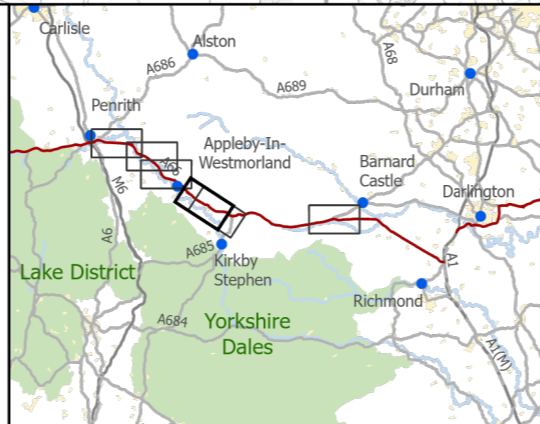 Carlisle
Alston
A68
A686
A689
Durham
Penrith
Appleby-In-
Westmorland
Barnard
Castle
A66
Darlington
M6
A6
A685
Kirkby
Stephen
A1
Lake District
Richmond
A684
Yorkshire
Dales
A1(M)